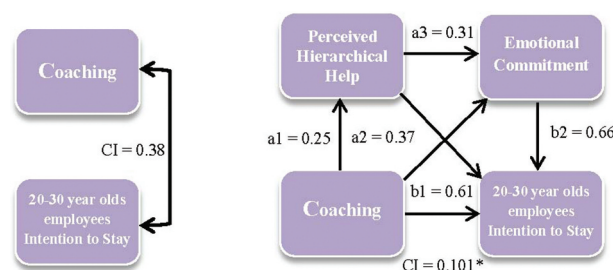 Coaching
CI = 0.38
20-30 year olds
employees
Intention to Stay
Perceived
Hierarchical
Help
a3 = 0.31
Emotional
Commitment
a1 = 0.25
a2 = 0.37
b2 = 0.66
Coaching
b1 = 0.61
20-30 year olds
employees
Intention to Stay
CI = 0.101*